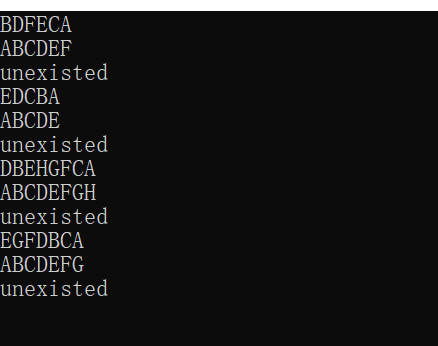 BDFECA
ABCDEF
unexisted
EDCBA
ABCDE
unexisted
DBEHGFCA
ABCDEFGH
unexisted
EGFDBCA
ABCDEFG
unexisted